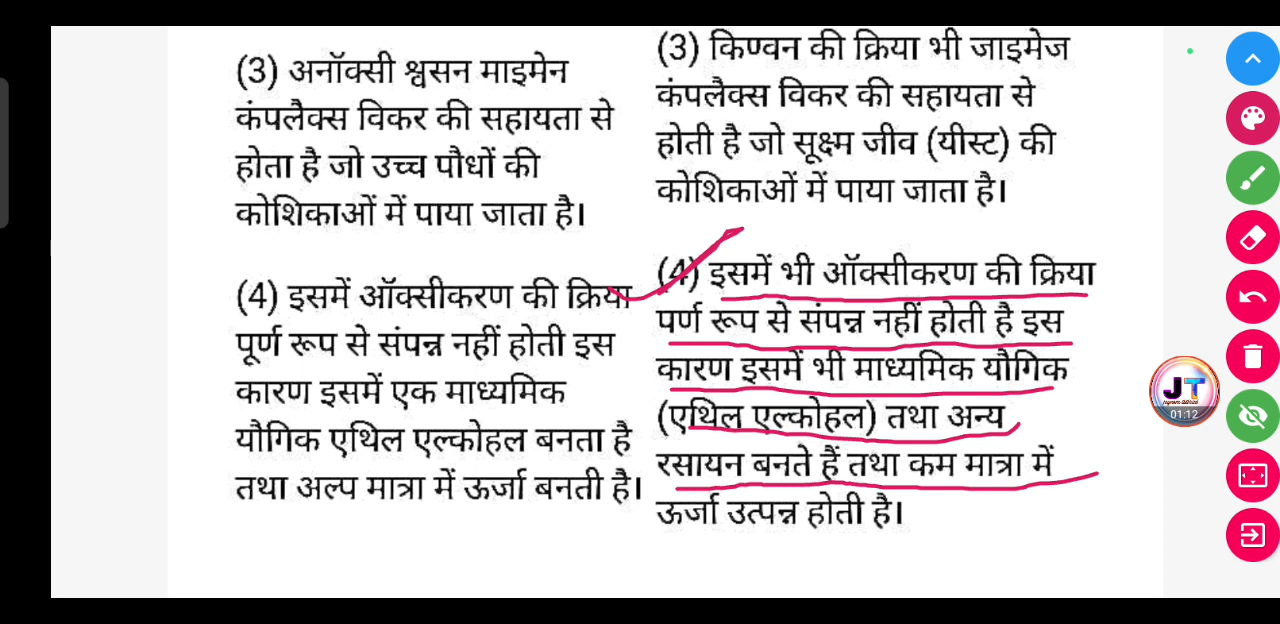 (3) अनॉक्सी श्वसन माइमेन
कंपलैक्स विकर की सहायता से
होता है जो उच्च पौधों की
कोशिकाओं में पाया जाता है।
(4) इसमें ऑक्सीकरण की क्रिया
पूर्ण रूप से संपन्न नहीं होती इस
कारण इसमें एक माध्यमिक
यौगिक एथिल एल्कोहल बनता है
तथा अल्प मात्रा में ऊर्जा बनती है।
(3) किण्वन की क्रिया भी जाइमेज
कंपलैक्स विकर की सहायता से
होती है जो सूक्ष्म जीव (यीस्ट) की
कोशिकाओं में पाया जाता है।
(4) इसमें भी ऑक्सीकरण की क्रिया
पर्ण रूप से संपन्न नहीं होती है इस
कारण इसमें भी माध्यमिक यौगिक
(एथिल एल्कोहल) तथा अन्य
रसायन बनते हैं तथा कम मात्रा में
ऊर्जा उत्पन्न होती है।
JT
01:12